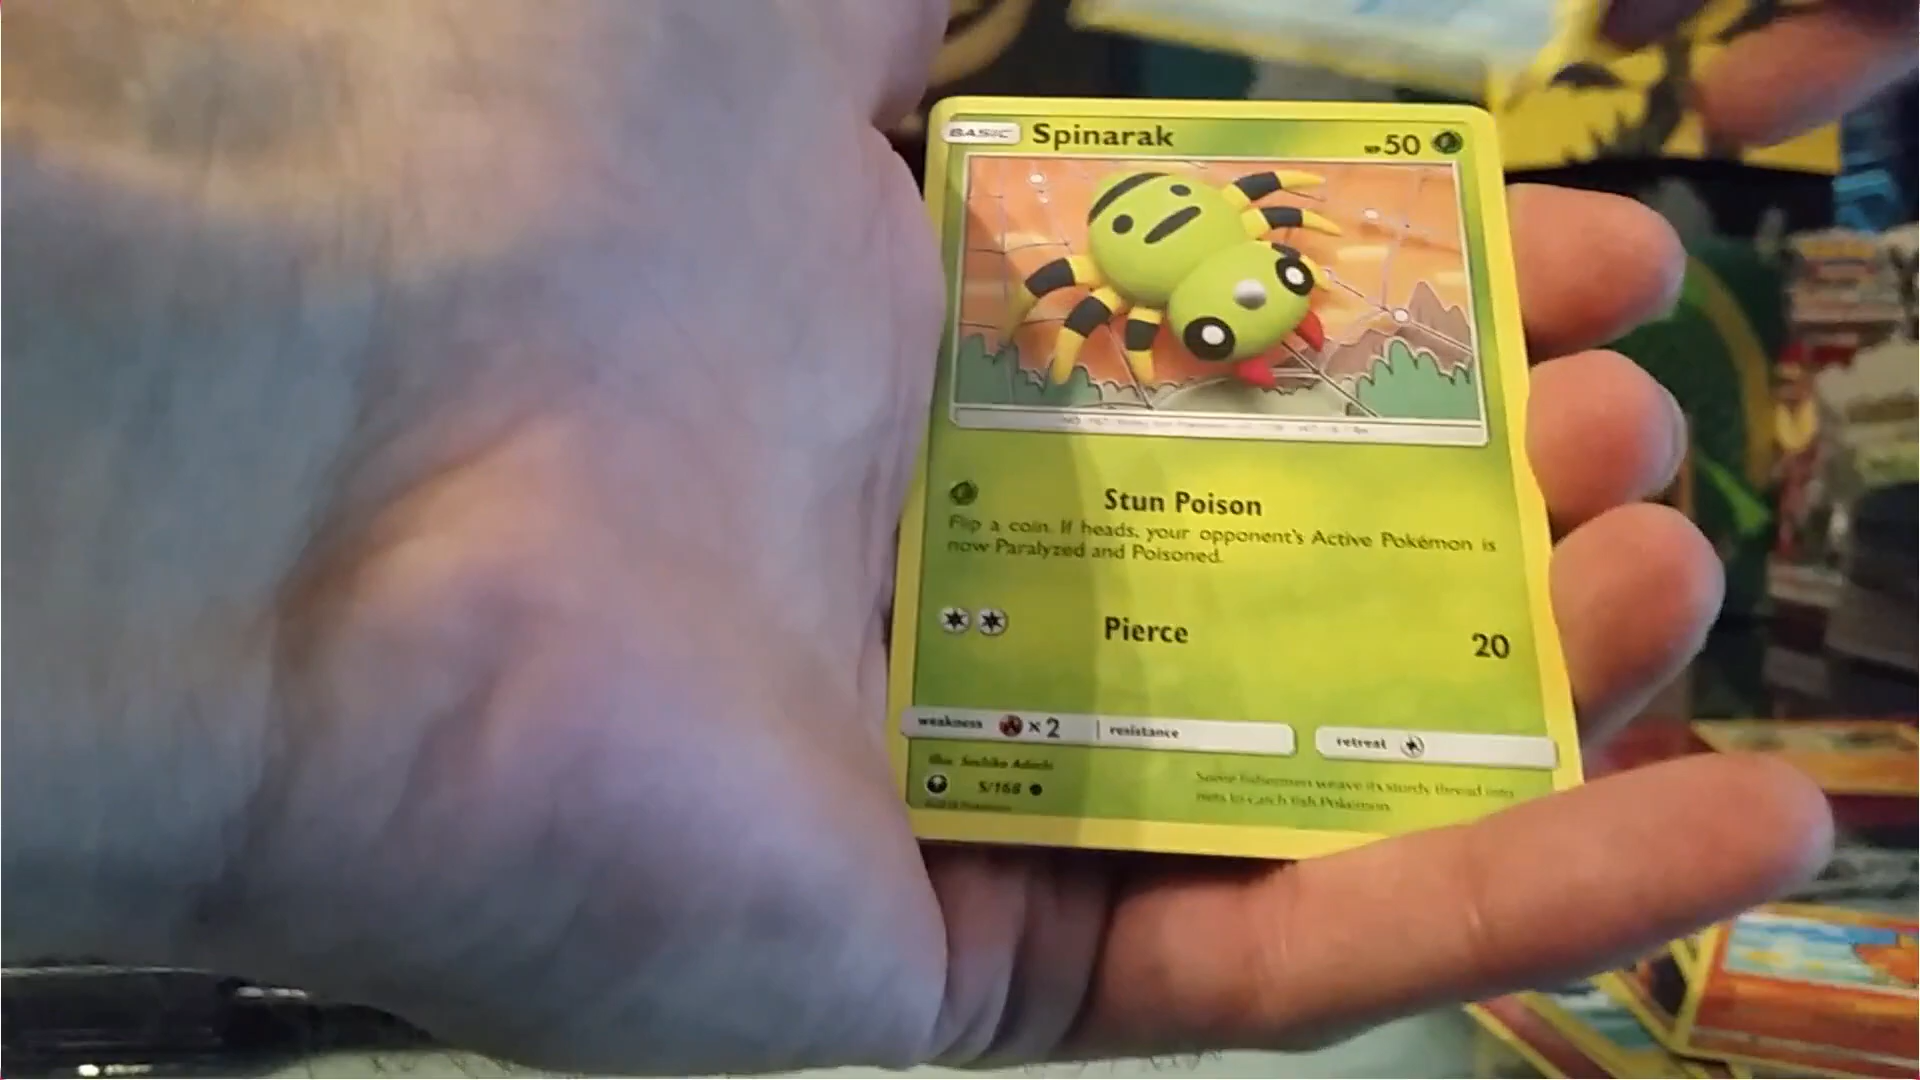 BASIC Spinarak HP 50
Stun Poison
Flip a coin. If heads, your opponent's Active Pokémon is
now Paralyzed and Poisoned.
Pierce 20
weakness × 2 resistance retreat
Illus. Sachiko Adachi
5/168
Some fishermen weave its sturdy thread into
nets to catch fish Pokémon.